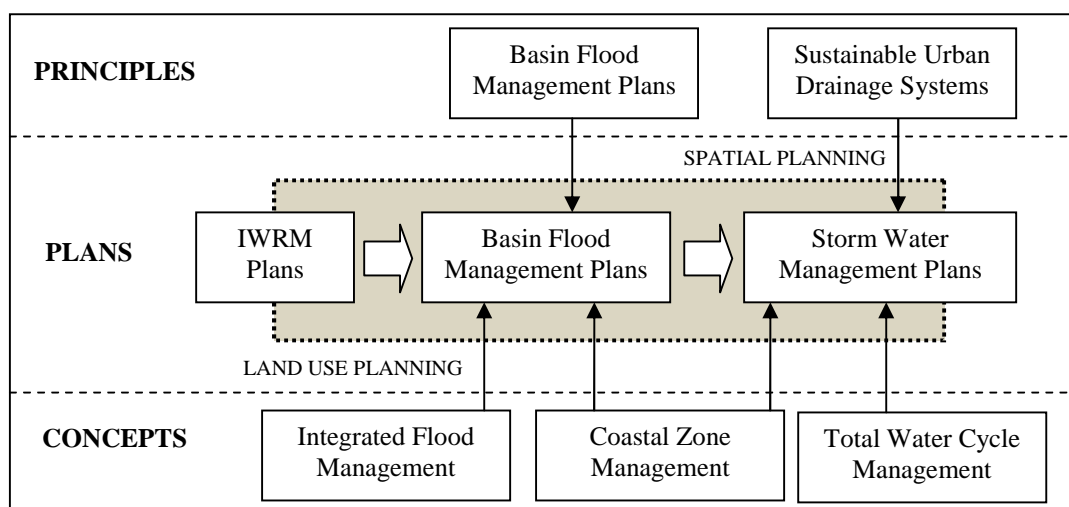 PRINCIPLES
Basin Flood
Management Plans
Sustainable Urban
Drainage Systems
SPATIAL PLANNING
PLANS
IWRM
Plans
Basin Flood
Management Plans
Storm Water
Management Plans
LAND USE PLANNING
CONCEPTS
Integrated Flood
Management
Coastal Zone
Management
Total Water Cycle
Management